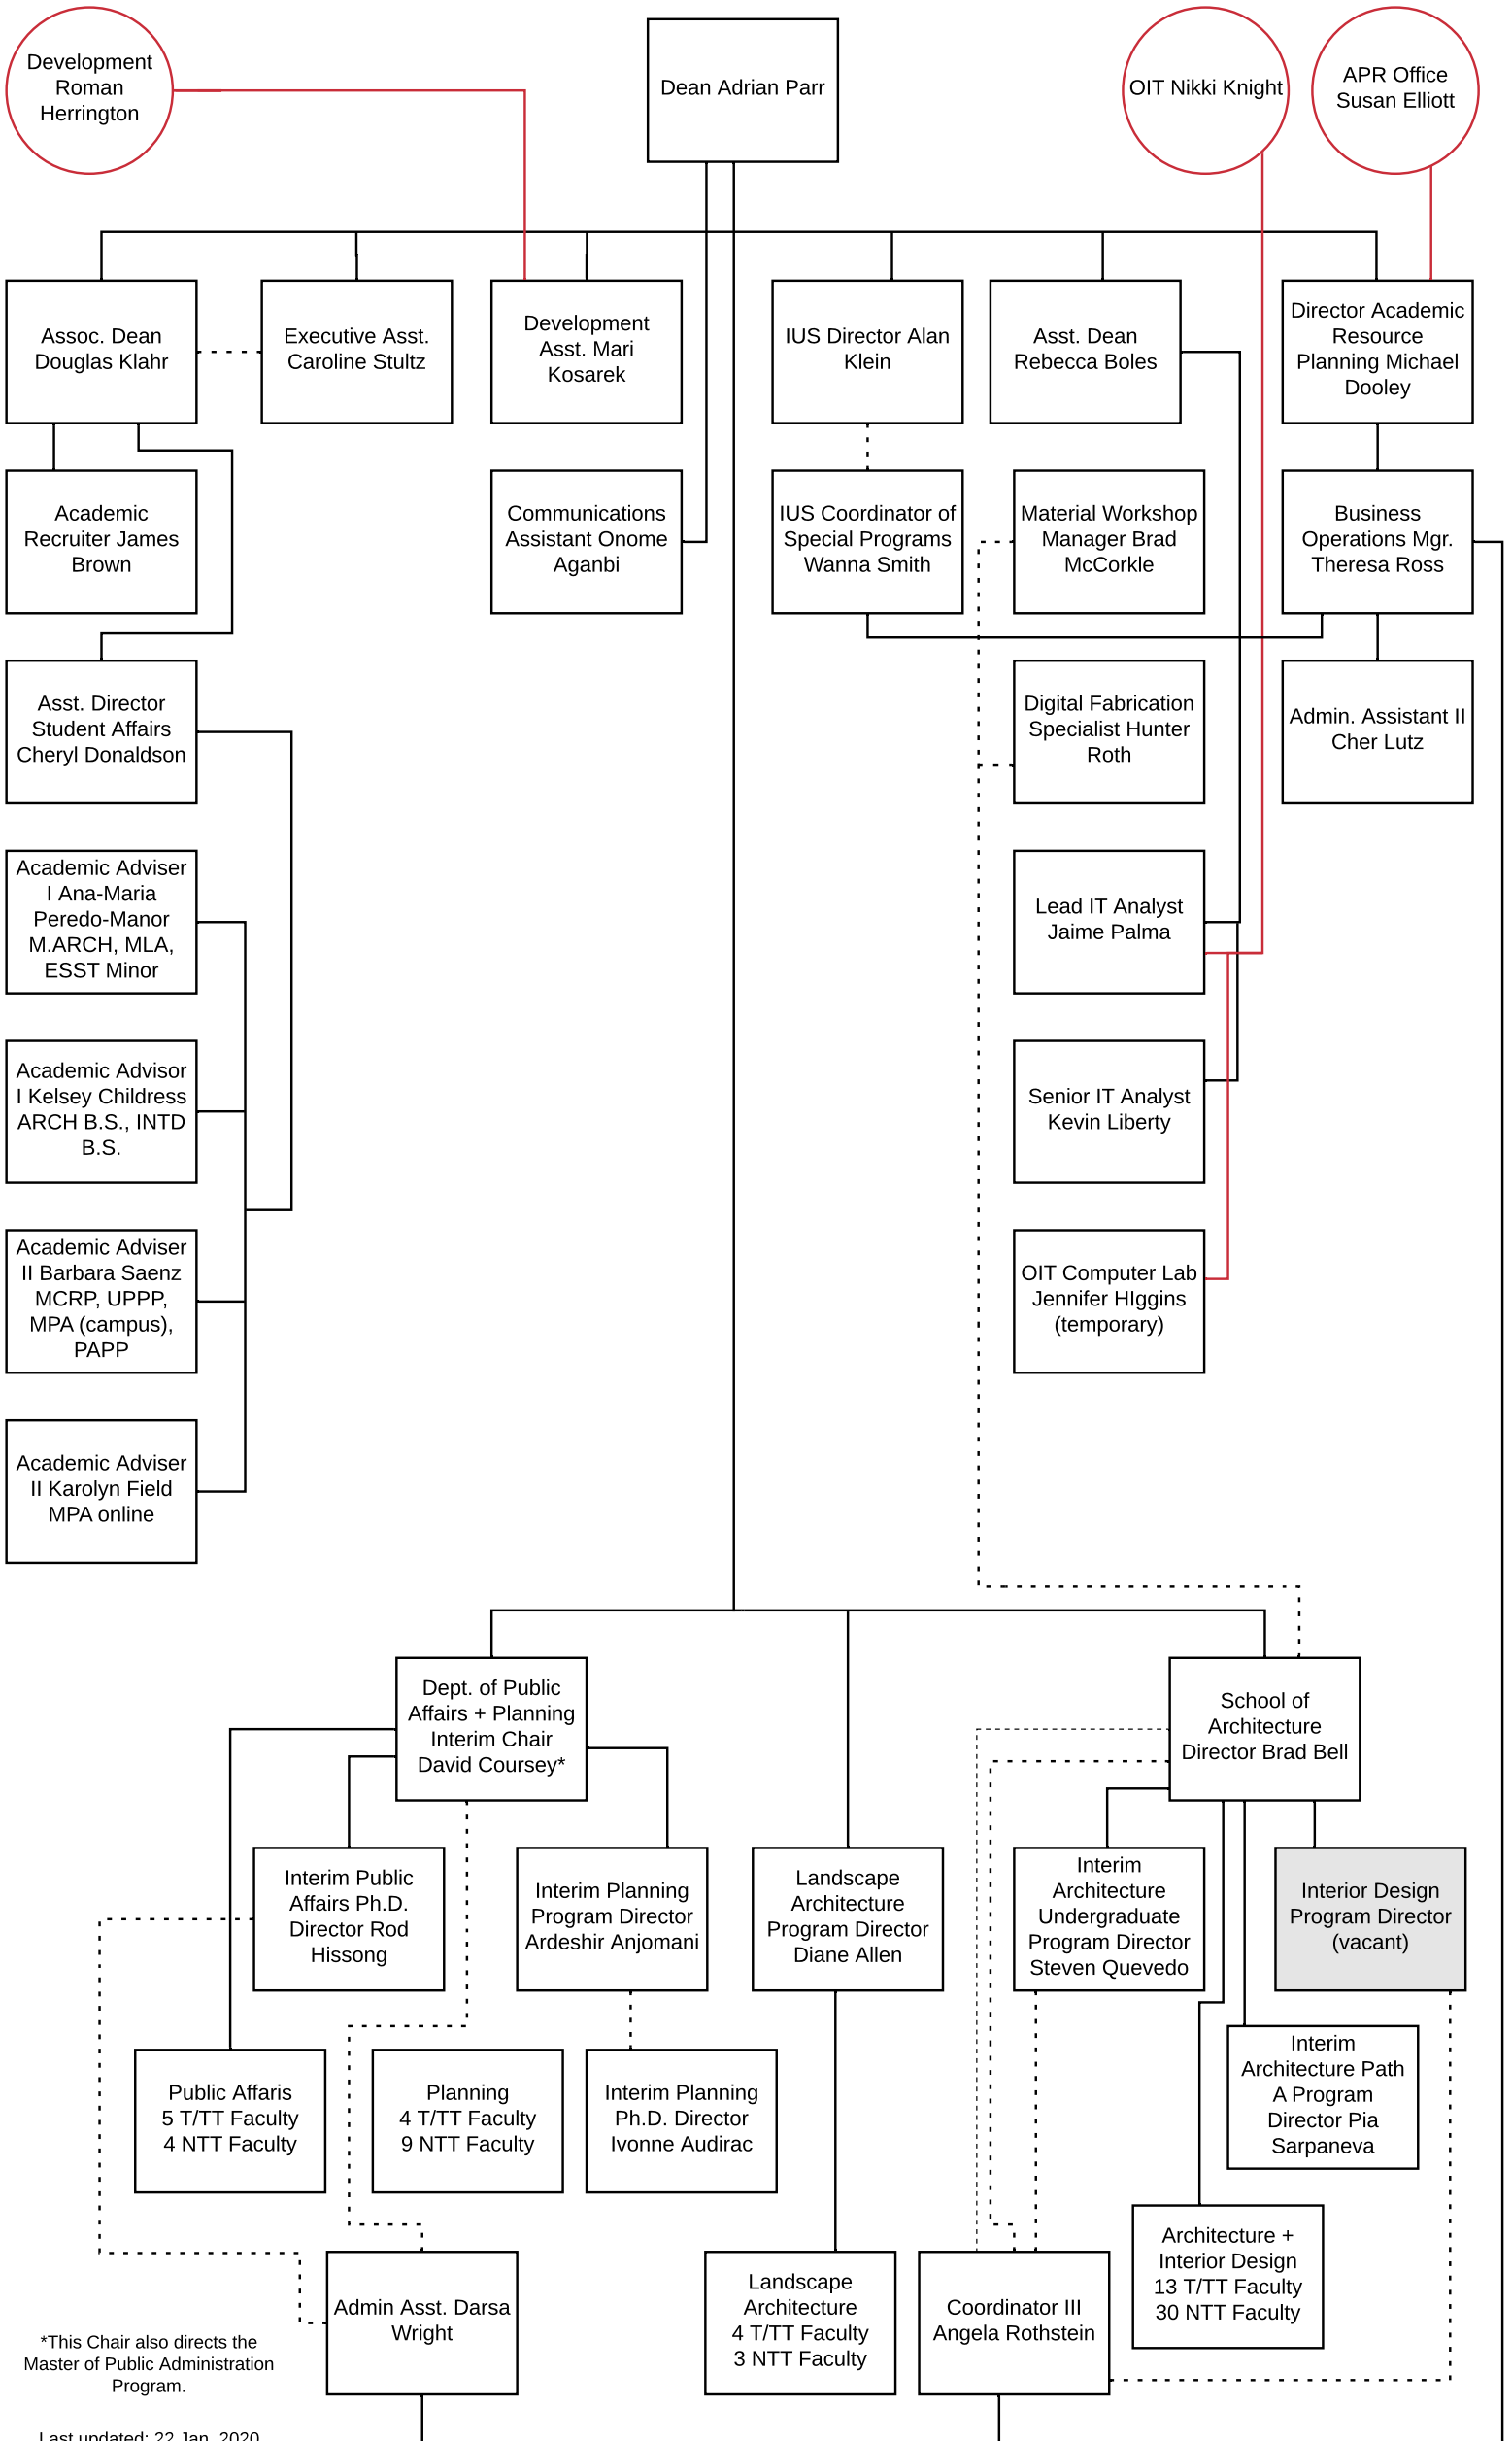 Development
Roman
Herrington
Dean Adrian Parr
OIT Nikki Knight
APR Office
Susan Elliott
Assoc. Dean
Douglas Klahr
Executive Asst.
Caroline Stultz
Development
Asst. Mari
Kosarek
IUS Director Alan
Klein
Asst. Dean
Rebecca Boles
Director Academic
Resource
Planning Michael
Dooley
Academic
Recruiter James
Brown
Communications
Assistant Onome
Aganbi
IUS Coordinator of
Special Programs
Wanna Smith
Material Workshop
Manager Brad
McCorkle
Business
Operations Mgr.
Theresa Ross
Asst. Director
Student Affairs
Cheryl Donaldson
Digital Fabrication
Specialist Hunter
Roth
Admin. Assistant II
Cher Lutz
Academic Adviser
I Ana-Maria
Peredo-Manor
M.ARCH, MLA,
ESST Minor
Lead IT Analyst
Jaime Palma
Academic Advisor
I Kelsey Childress
ARCH B.S., INTD
B.S.
Senior IT Analyst
Kevin Liberty
Academic Adviser
II Barbara Saenz
MCRP, UPPP,
MPA (campus),
PAPP
OIT Computer Lab
Jennifer HIggins
(temporary)
Academic Adviser
II Karolyn Field
MPA online
Dept. of Public
Affairs + Planning
Interim Chair
David Coursey*
School of
Architecture
Director Brad Bell
Interim Public
Affairs Ph.D.
Director Rod
Hissong
Interim Planning
Program Director
Ardeshir Anjomani
Landscape
Architecture
Program Director
Diane Allen
Interim
Architecture
Undergraduate
Program Director
Steven Quevedo
Interior Design
Program Director
(vacant)
Public Affaris
5 T/TT Faculty
4 NTT Faculty
Planning
4 T/TT Faculty
9 NTT Faculty
Interim Planning
Ph.D. Director
Ivonne Audirac
Interim
Architecture Path
A Program
Director Pia
Sarpaneva
Architecture +
Interior Design
13 T/TT Faculty
30 NTT Faculty
Admin Asst. Darsa
Wright
Landscape
Architecture
4 T/TT Faculty
3 NTT Faculty
Coordinator III
Angela Rothstein
*This Chair also directs the
Master of Public Administration
Program.
Last updated: 22 Jan. 2020